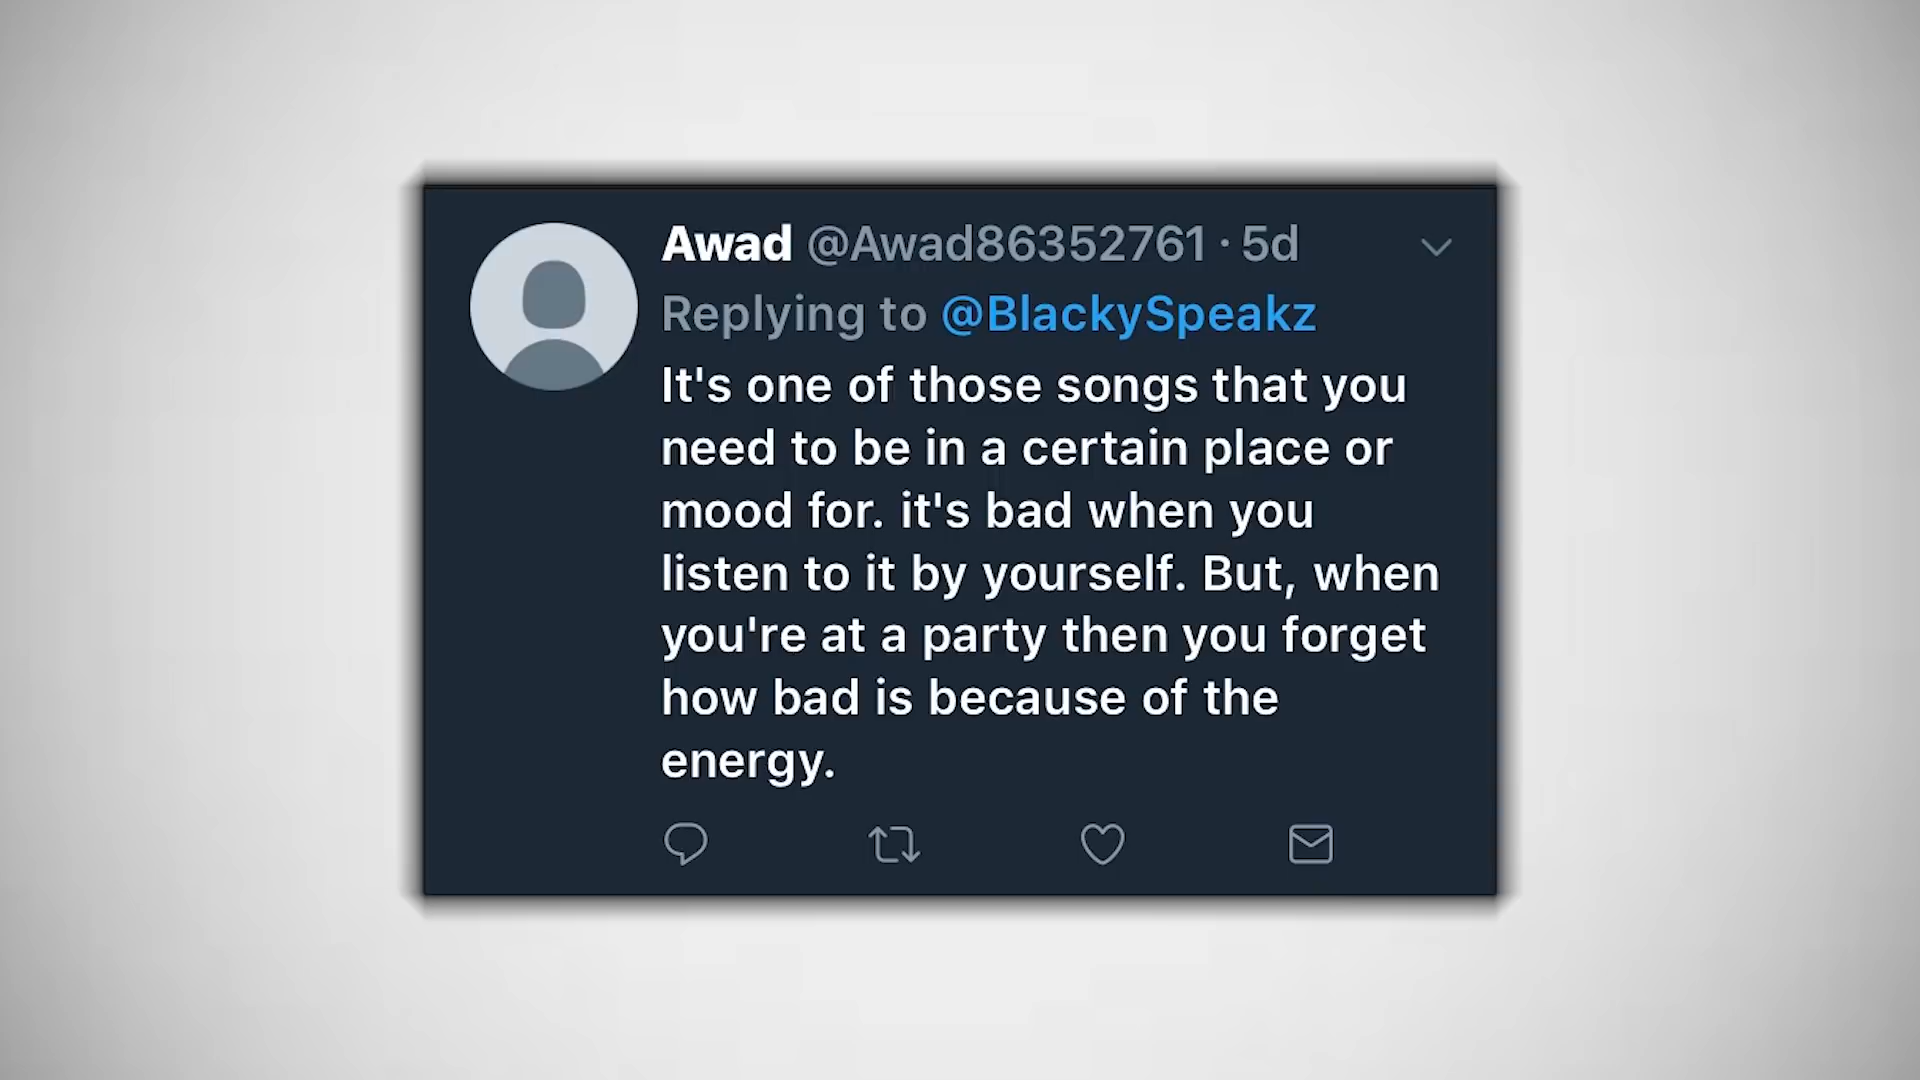 Awad @Awad86352761 · 5d
Replying to @BlackySpeakz
It's one of those songs that you
need to be in a certain place or
mood for. it's bad when you
listen to it by yourself. But, when
you're at a party then you forget
how bad is because of the
energy.